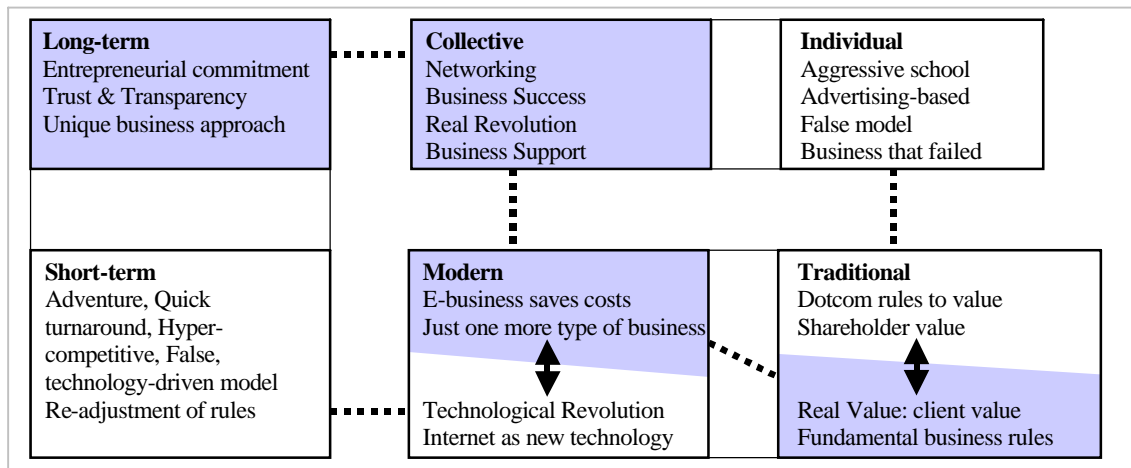 Long-term
Entrepreneurial commitment
Trust & Transparency
Unique business approach
Collective
Networking
Business Success
Real Revolution
Business Support
Individual
Aggressive school
Advertising-based
False model
Business that failed
Short-term
Adventure, Quick
turnaround, Hyper-
competitive, False,
technology-driven model
Re-adjustment of rules
Modern
E-business saves costs
Just one more type of business
Technological Revolution
Internet as new technology
Traditional
Dotcom rules to value
Shareholder value
Real Value: client value
Fundamental business rules